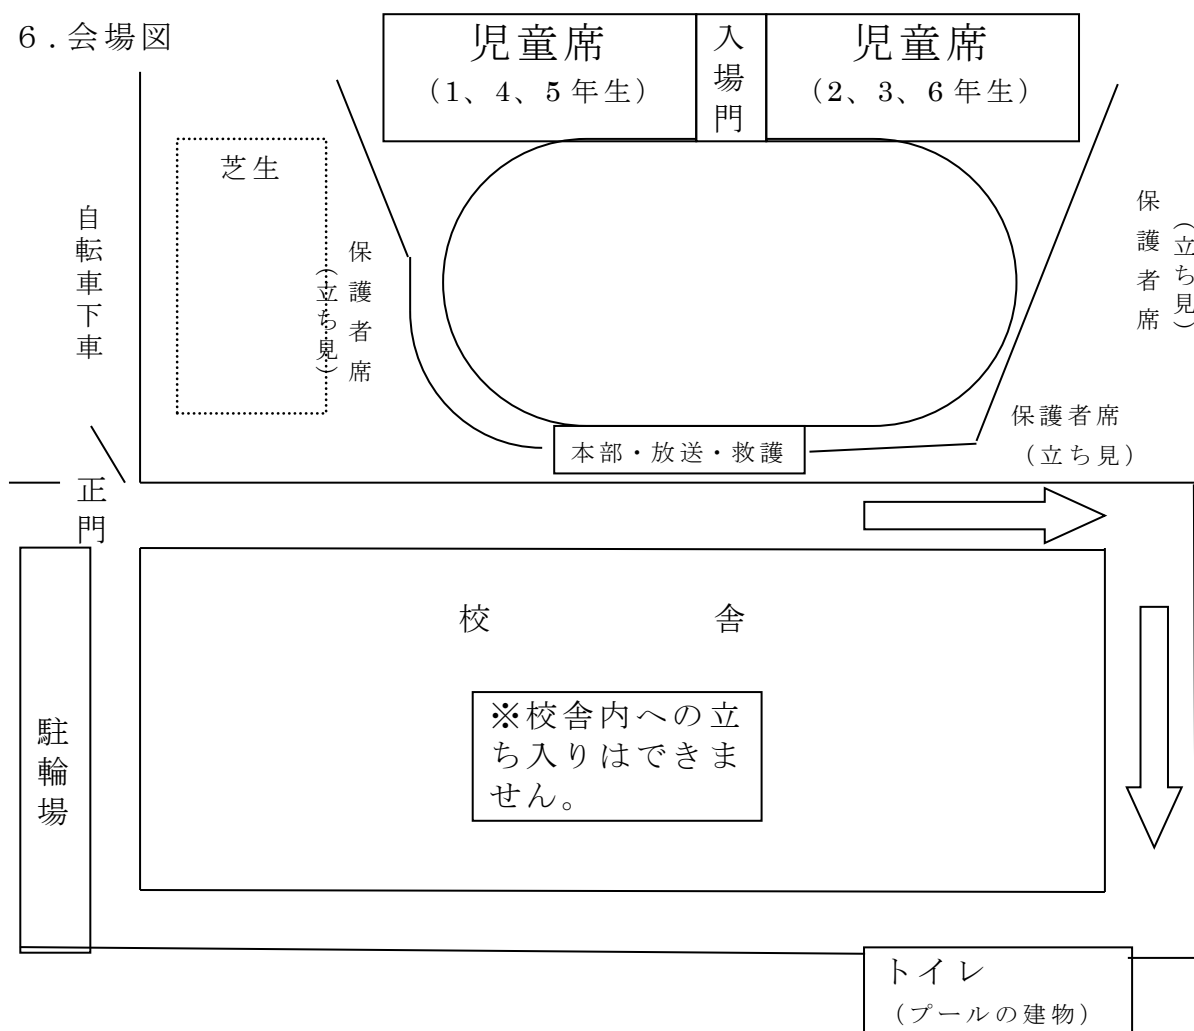 ６.会場図
児童席
（1、4、5 年生）
入場門
児童席
（2、3、6 年生）
芝生
自転車下車
保護者席
（立ち見）
保護者席
（立ち見）
保護者席
（立ち見）
本部・放送・救護
正門
校　舎
※校舎内への立
ち入りはできま
せん。
駐輪場
トイレ
（プールの建物）